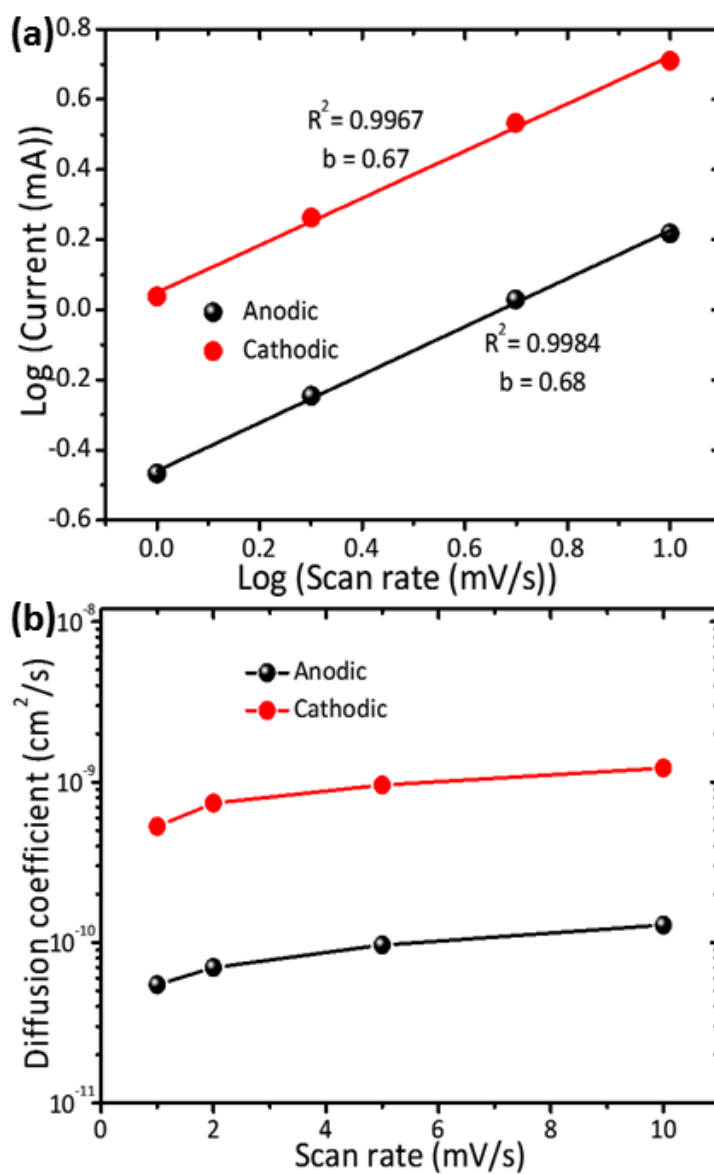 (a)
0.8
0.6
0.4
0.2
0.0
-0.2
-0.4
-0.6
Log (Current (mA))
R² = 0.9967
b = 0.67
Anodic
Cathodic
R² = 0.9984
b = 0.68
0.0 0.2 0.4 0.6 0.8 1.0
Log (Scan rate (mV/s))
(b)
10⁻⁸
10⁻⁹
10⁻¹⁰
10⁻¹¹
Diffusion coefficient (cm²/s)
Anodic
Cathodic
0 2 4 6 8 10
Scan rate (mV/s)